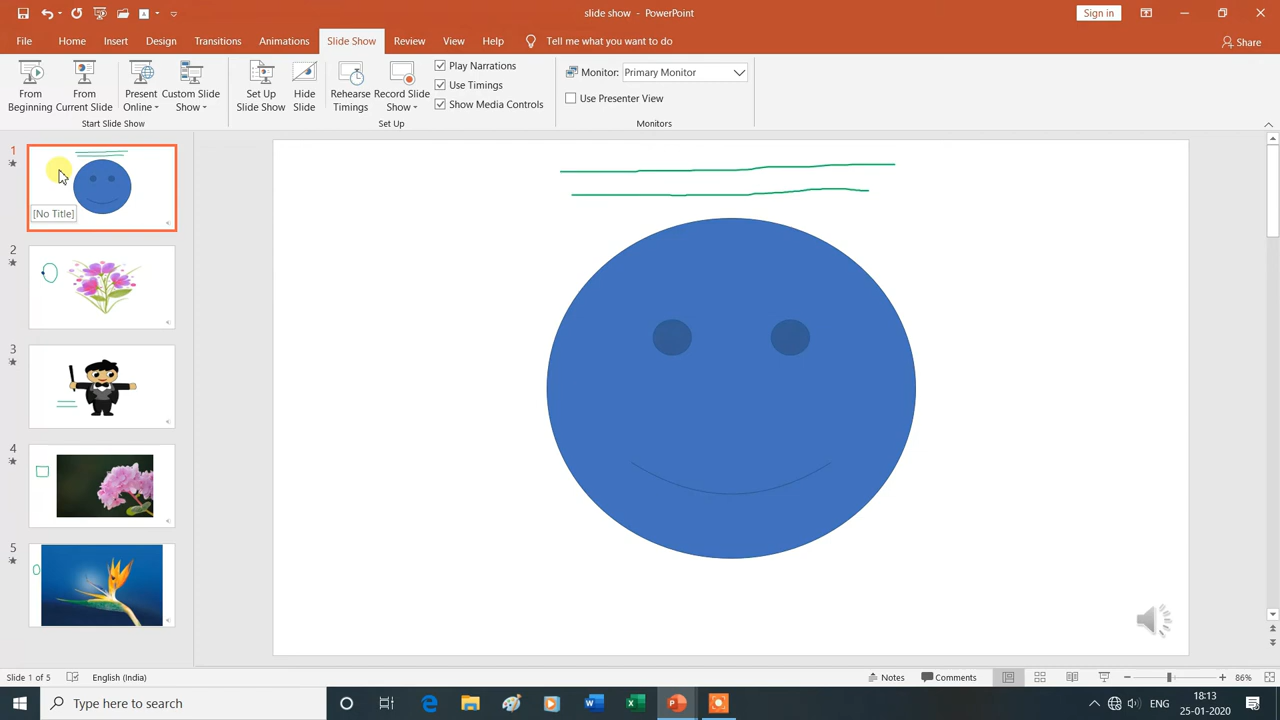 slide show - PowerPoint
Sign in
File Home Insert Design Transitions Animations Slide Show Review View Help Tell me what you want to do
Share
From Beginning
From Current Slide
Present Online
Custom Slide Show
Start Slide Show
Set Up Slide Show
Hide Slide
Rehearse Timings
Record Slide Show
Play Narrations
Use Timings
Show Media Controls
Set Up
Monitor: Primary Monitor
Use Presenter View
Monitors
1
[No Title]
2
3
4
5
Slide 1 of 5
English (India)
Notes
Comments
86%
Type here to search
ENG
18:13
25-01-2020